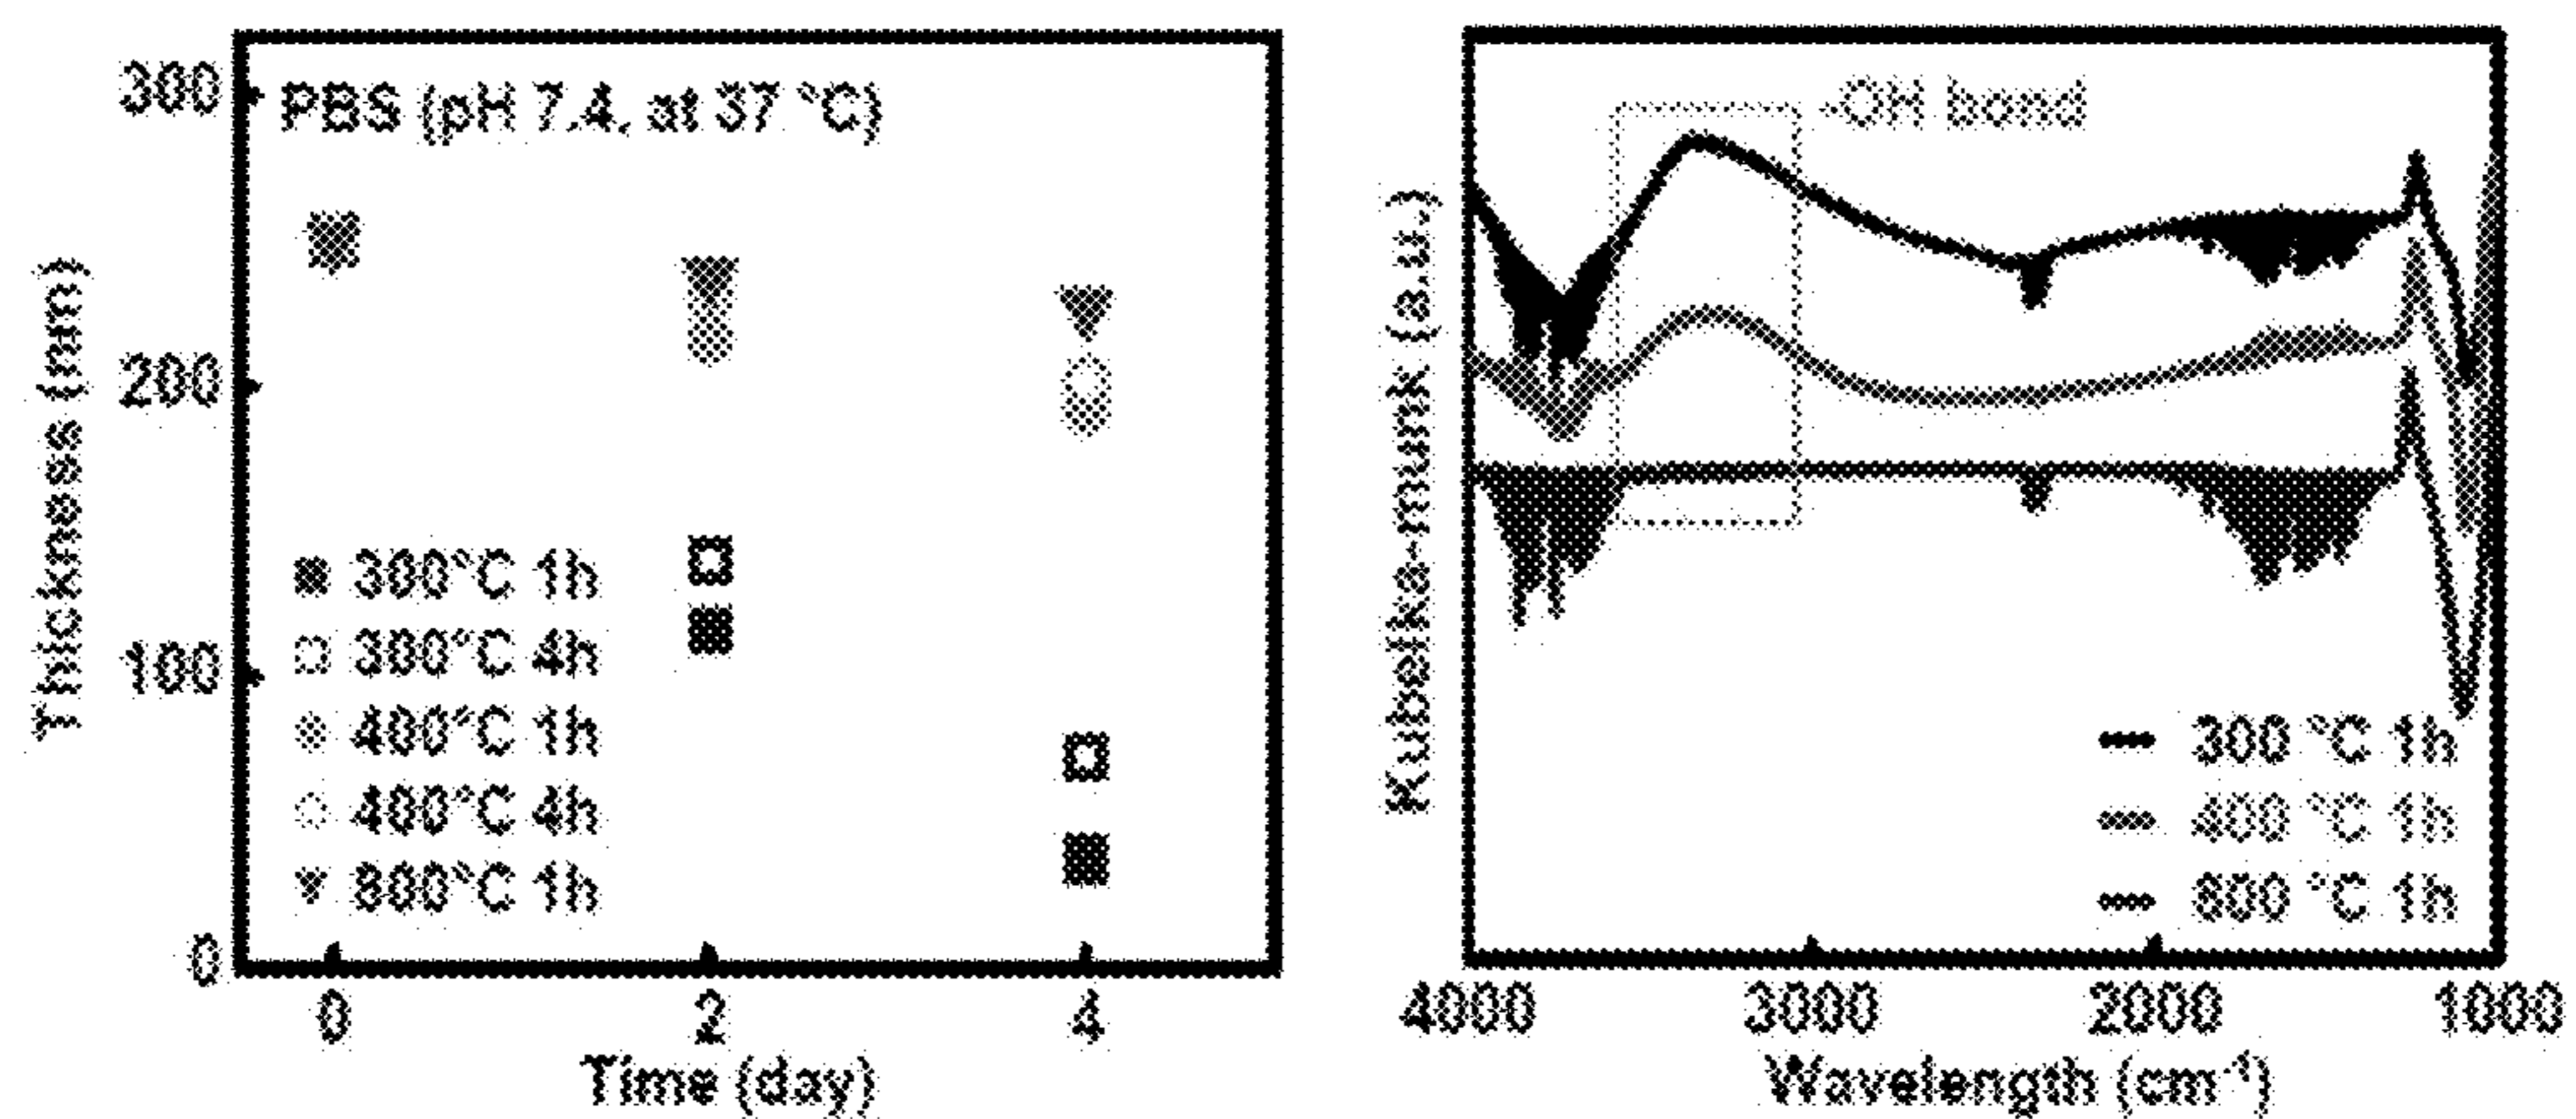 PBS (pH 7.4, at 37 °C)
Thickness (nm)
300
200
100
0
300°C 1h
300°C 4h
400°C 1h
400°C 4h
800°C 1h
0 2 4
Time (day)
-OH bond
Kubelka-munk (a.u.)
300 °C 1h
400 °C 1h
800 °C 1h
4000 3000 2000 1000
Wavelength (cm⁻¹)